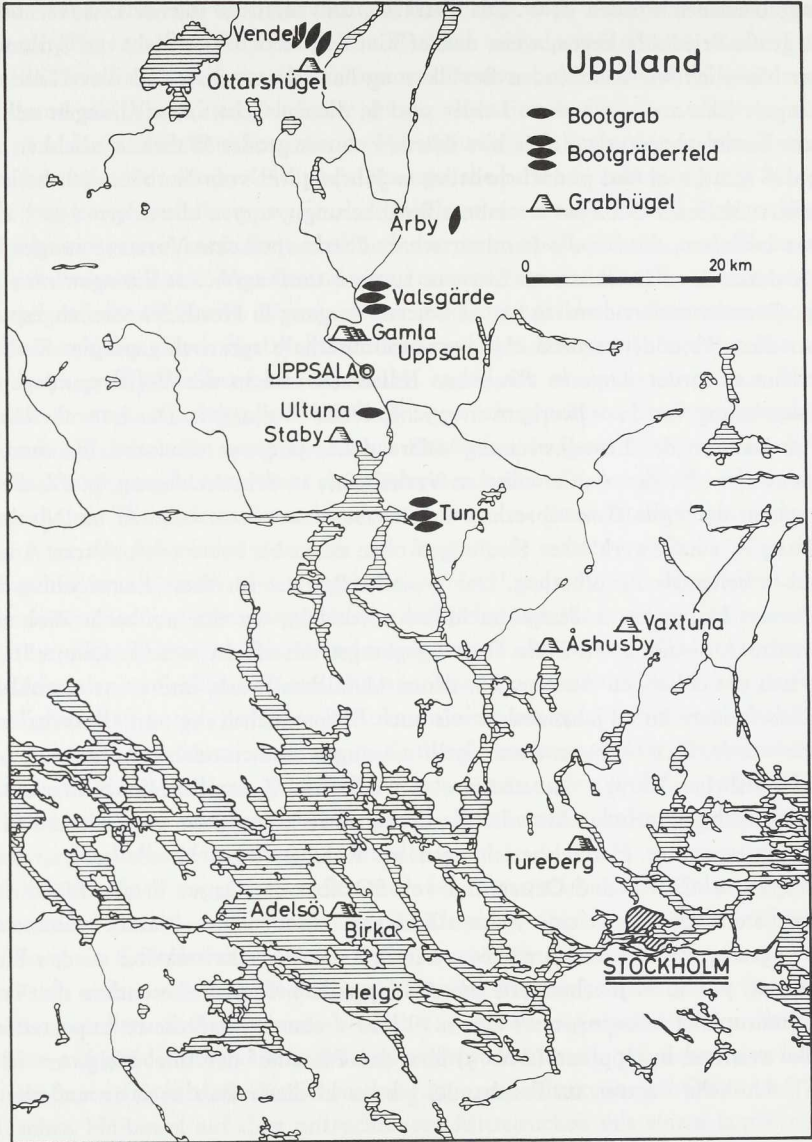 Vendel
Ottarshügel
Uppland
Bootgrab
Bootgräberfeld
Grabhügel
0 20 km
Årby
Valsgärde
Gamla
Uppsala
UPPSALA
Ultuna
Staby
Tuna
Vaxtuna
Åshusby
Tureberg
Adelsö
Birka
STOCKHOLM
Helgö